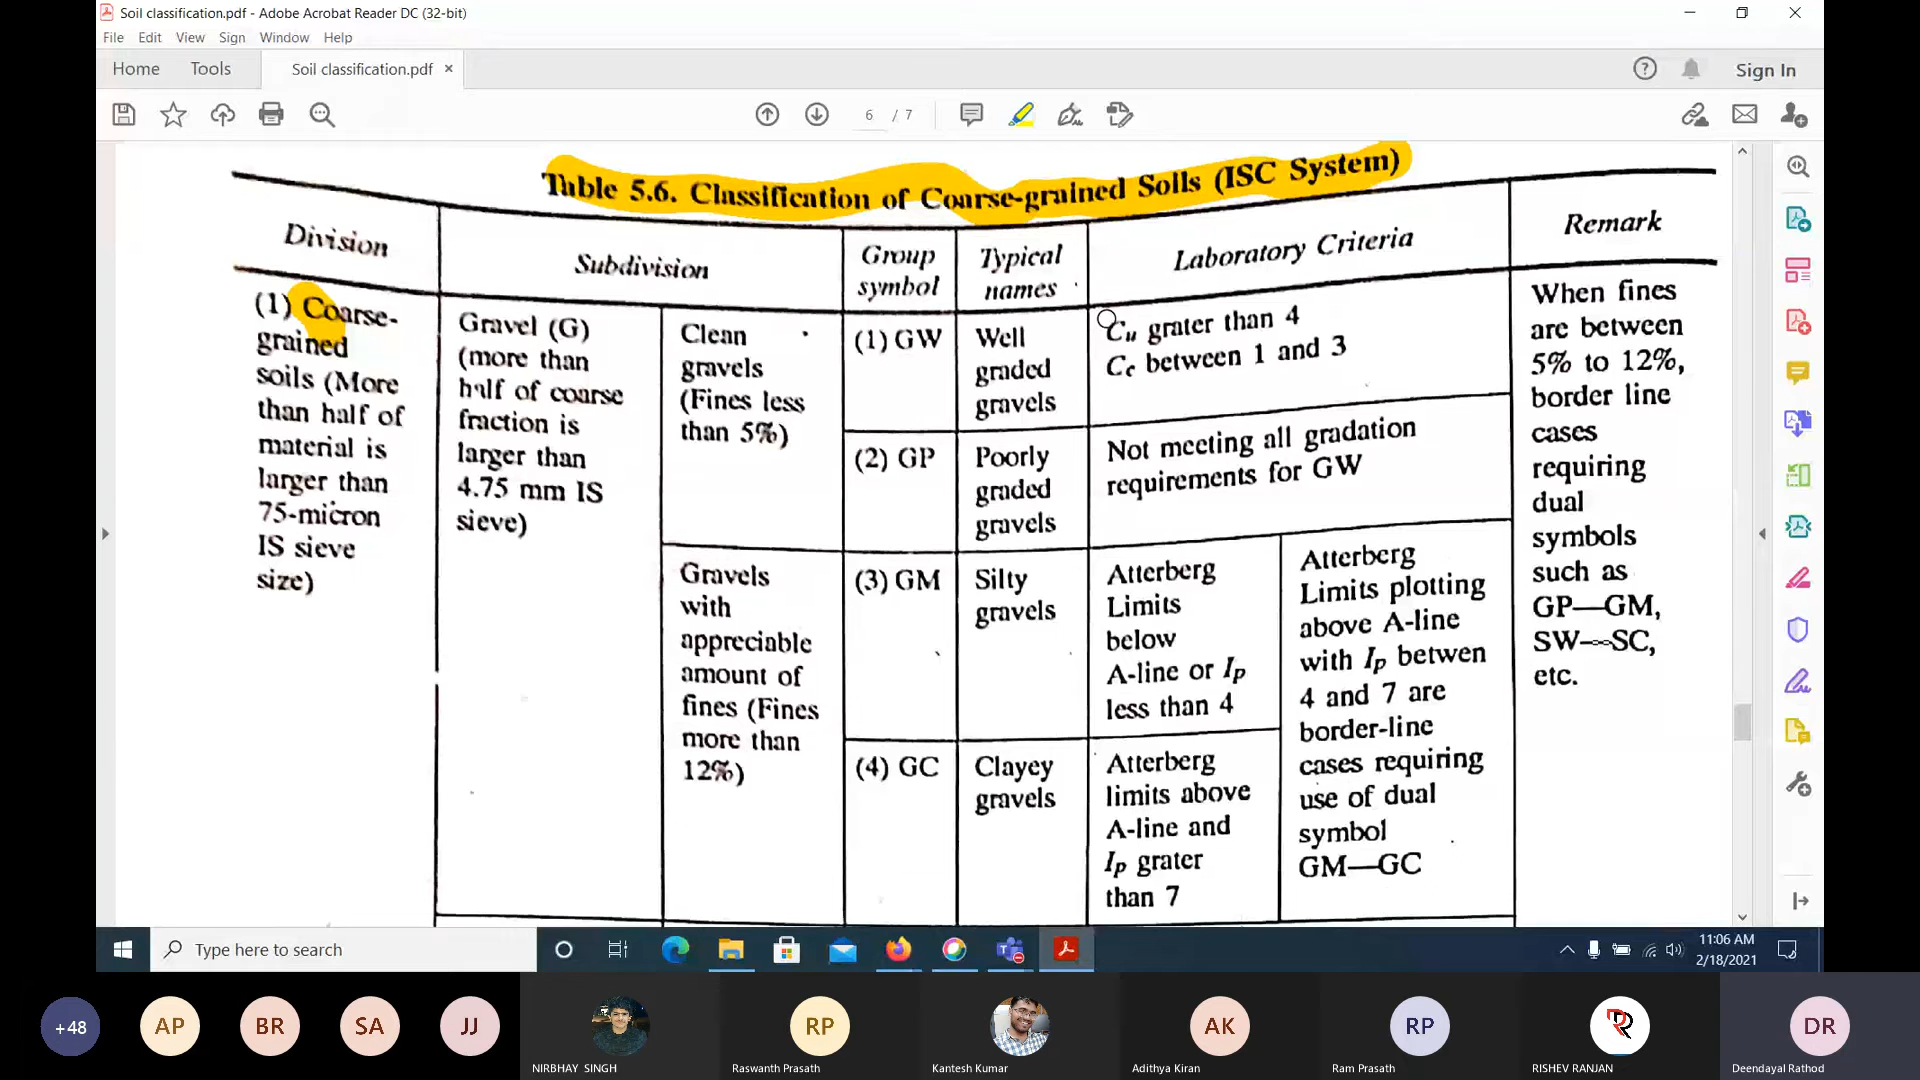 Soil classification.pdf - Adobe Acrobat Reader DC (32-bit)
File Edit View Sign Window Help
Home Tools Soil classification.pdf × Sign In
6 / 7
Table 5.6. Classification of Coarse-grained Soils (ISC System)
Division
Subdivision
Group
symbol
Typical
names
Laboratory Criteria
Remark
(1) Coarse-
grained
soils (More
than half of
material is
larger than
75-micron
IS sieve
size)
Gravel (G)
(more than
half of coarse
fraction is
larger than
4.75 mm IS
sieve)
Clean
gravels
(Fines less
than 5%)
(1) GW
Well
graded
gravels
Cu grater than 4
Cc between 1 and 3
(2) GP
Poorly
graded
gravels
Not meeting all gradation
requirements for GW
Gravels
with
appreciable
amount of
fines (Fines
more than
12%)
(3) GM
Silty
gravels
Atterberg
Limits
below
A-line or Ip
less than 4
(4) GC
Clayey
gravels
Atterberg
limits above
A-line and
Ip grater
than 7
Atterberg
Limits plotting
above A-line
with Ip betwen
4 and 7 are
border-line
cases requiring
use of dual
symbol
GM—GC
When fines
are between
5% to 12%,
border line
cases
requiring
dual
symbols
such as
GP—GM,
SW—SC,
etc.
Type here to search
11:06 AM
2/18/2021
+48 AP BR SA JJ RP AK RP DR
NIRBHAY SINGH Raswanth Prasath Kantesh Kumar Adithya Kiran Ram Prasath RISHEV RANJAN Deendayal Rathod